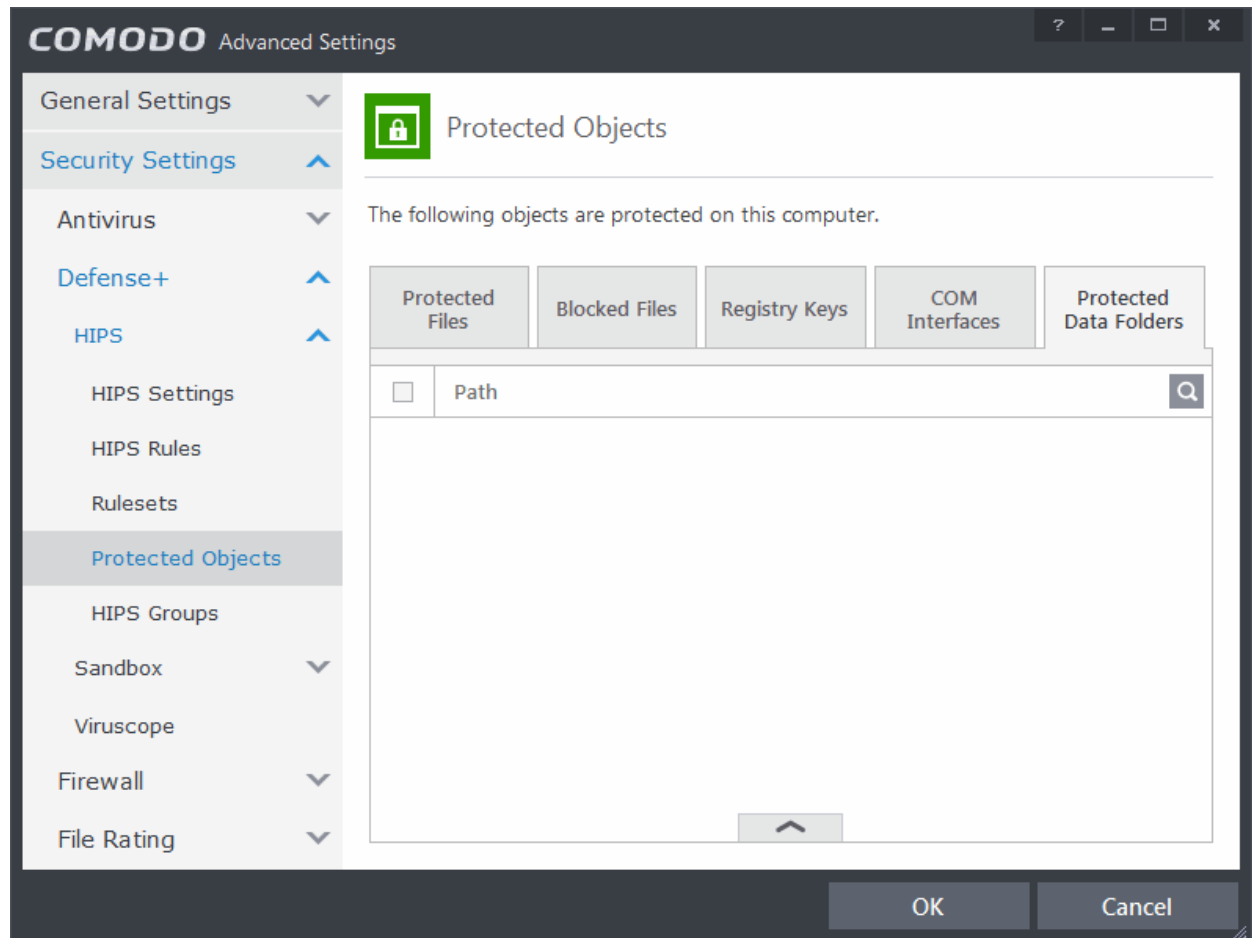 COMODO Advanced Settings
?
General Settings
Security Settings
Antivirus
Defense+
HIPS
HIPS Settings
HIPS Rules
Rulesets
Protected Objects
HIPS Groups
Sandbox
Viruscope
Firewall
File Rating
Protected Objects
The following objects are protected on this computer.
Protected
Files
Blocked Files
Registry Keys
COM
Interfaces
Protected
Data Folders
Path
OK
Cancel